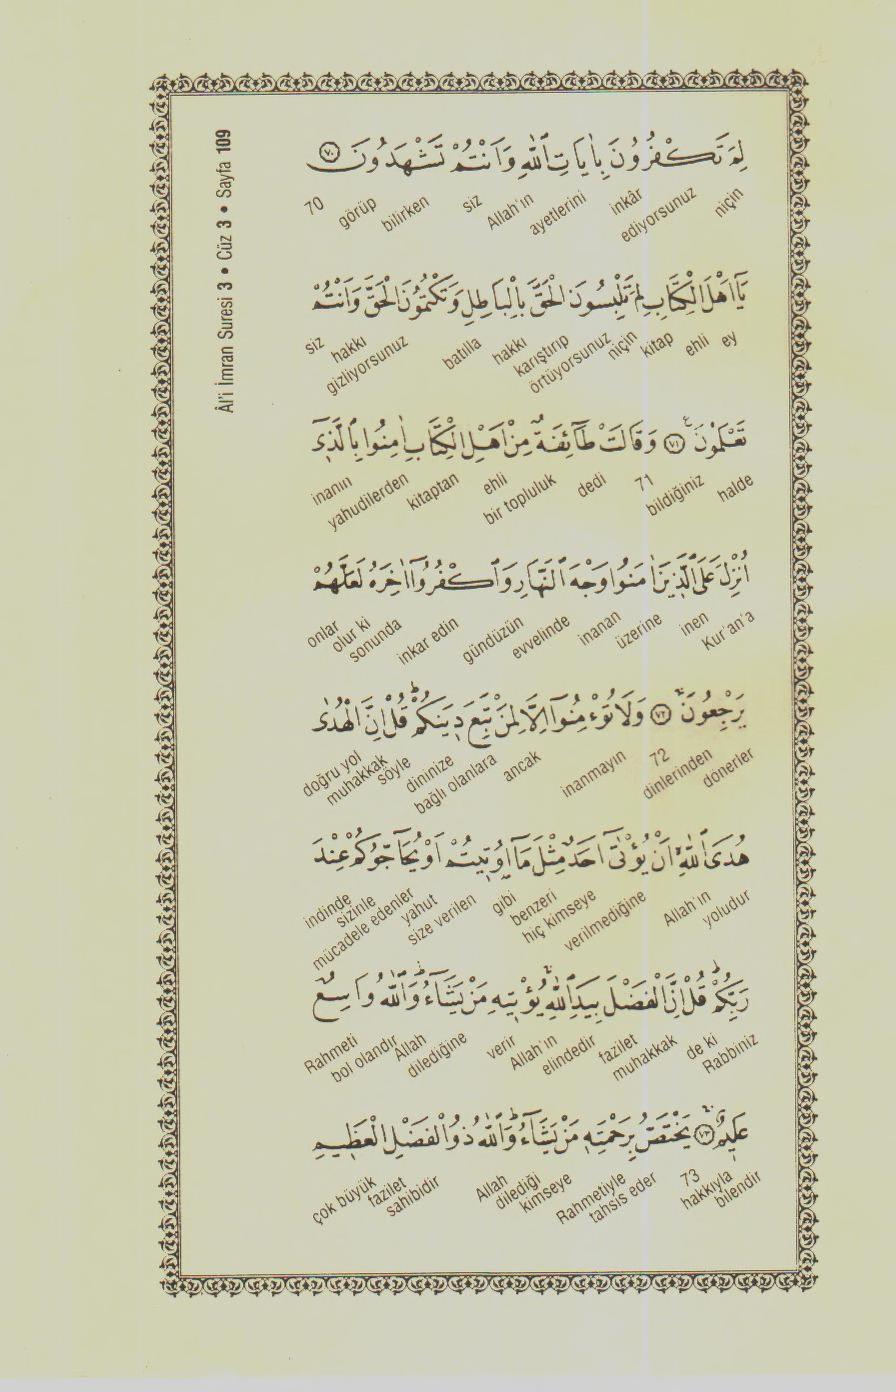 Âl'i İmran Suresi 3 • Cüz 3 • Sayfa 109
لِمَ تَكْفُرُونَ بِاٰيَاتِ اللّٰهِ وَاَنْتُمْ تَشْهَدُونَ ﴿٧٠﴾
niçin inkâr ediyorsunuz ayetlerini Allah'ın siz bilirken görüp 70
يَٓا اَهْلَ الْكِتَابِ لِمَ تَلْبِسُونَ الْحَقَّ بِالْبَاطِلِ وَتَكْتُمُونَ الْحَقَّ وَاَنْتُمْ
ey ehli kitap niçin karıştırıp örtüyorsunuz hakkı batılla gizliyorsunuz hakkı siz
تَعْلَمُونَ ﴿٧١﴾ وَقَالَتْ طَٓائِفَةٌ مِنْ اَهْلِ الْكِتَابِ اٰمِنُوا بِالَّذٖٓي
halde bildiğiniz 71 dedi bir topluluk ehli kitaptan yahudilerden inanın
اُنْزِلَ عَلَى الَّذٖينَ اٰمَنُوا وَجْهَ النَّهَارِ وَاكْفُرُٓوا اٰخِرَهُ لَعَلَّهُمْ
Kur'an'a inen üzerine inanan evvelinde gündüzün inkar edin sonunda olur ki onlar
يَرْجِعُونَ ﴿٧٢﴾ وَلَا تُؤْمِنُٓوا اِلَّا لِمَنْ تَبِعَ دٖينَكُمْ قُلْ اِنَّ الْهُدٰى
dönerler dinlerinden 72 inanmayın ancak bağlı olanlara dininize söyle muhakkak doğru yol
هُدَى اللّٰهِ اَنْ يُؤْتٰٓى اَحَدٌ مِثْلَ مَٓا اُو۫تٖيتُمْ اَوْ يُحَٓاجُّوكُمْ عِنْدَ
yoludur Allah'ın verilmediğine hiç kimseye benzeri gibi size verilen yahut mücadele edenler sizinle indinde
رَبِّكُمْ قُلْ اِنَّ الْفَضْلَ بِيَدِ اللّٰهِ يُؤْتٖيهِ مَنْ يَشَٓاءُ وَاللّٰهُ وَاسِعٌ
Rabbiniz de ki muhakkak fazilet elindedir Allah'ın verir dilediğine Allah bol olandır Rahmeti
عَلٖيمٌ ﴿٧٣﴾ يَخْتَصُّ بِرَحْمَتِهٖ مَنْ يَشَٓاءُ وَاللّٰهُ ذُو الْفَضْلِ الْعَظٖيمِ
bilendir hakkıyla 73 tahsis eder Rahmetiyle kimseye dilediği Allah sahibidir fazilet çok büyük